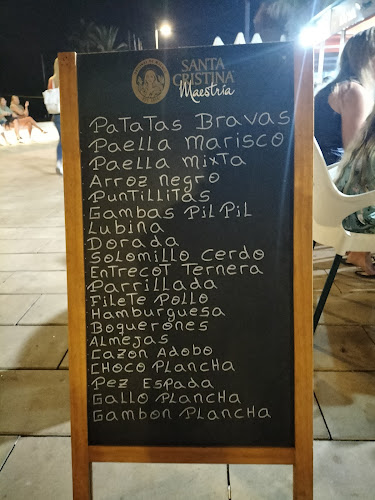 SANTA
CRISTINA
Maestría
Patatas Bravas
Paella Marisco
Paella Mixta
Arroz Negro
Puntillitas
Gambas Pil Pil
Lubina
Dorada
Solomillo Cerdo
Entrecot Ternera
Parrillada
Filete Pollo
Hamburguesa
Boquerones
Almejas
Cazon Adobo
Choco Plancha
Pez Espada
Gallo Plancha
Gambon Plancha